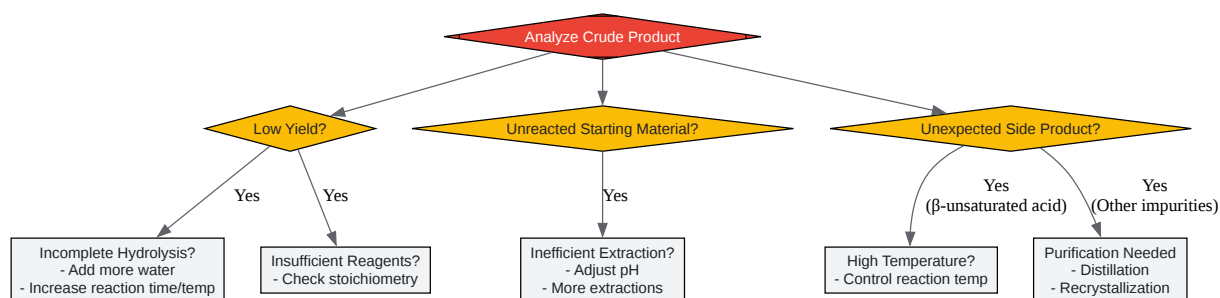 Analyze Crude Product
Low Yield?
Unreacted Starting Material?
Unexpected Side Product?
Yes
Yes
Yes
Yes
(β-unsaturated acid)
Yes
(Other impurities)
Incomplete Hydrolysis?
- Add more water
- Increase reaction time/temp
Insufficient Reagents?
- Check stoichiometry
Inefficient Extraction?
- Adjust pH
- More extractions
High Temperature?
- Control reaction temp
Purification Needed
- Distillation
- Recrystallization